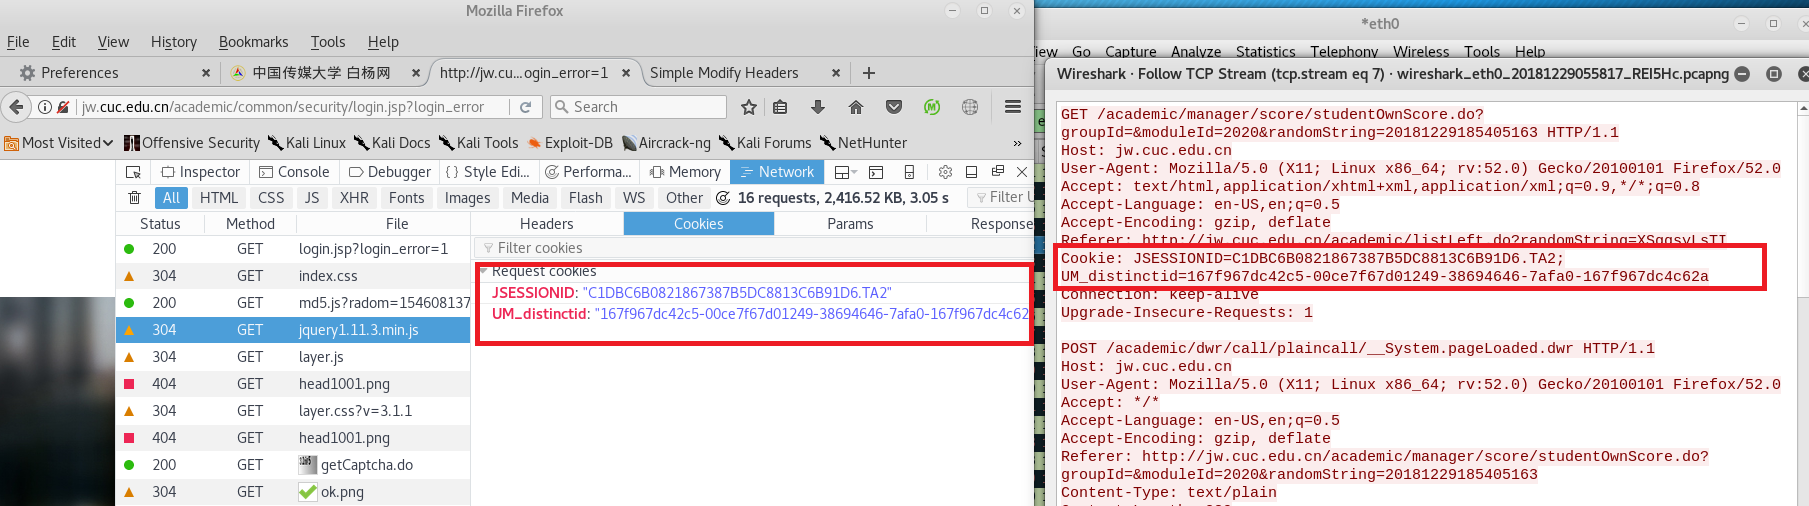 Mozilla Firefox
File Edit View History Bookmarks Tools Help
Preferences
中国传媒大学 白杨网
http://jw.cu...ogin_error=1
Simple Modify Headers
jw.cuc.edu.cn/academic/common/security/login.jsp?login_error
Search
Most Visited Offensive Security Kali Linux Kali Docs Kali Tools Exploit-DB Aircrack-ng Kali Forums NetHunter »
Inspector Console Debugger Style Edi... Performa... Memory Network
All HTML CSS JS XHR Fonts Images Media Flash WS Other 16 requests, 2,416.52 KB, 3.05 s Filter U
Status Method File Headers Cookies Params Response
Filter cookies
200 GET login.jsp?login_error=1
304 GET index.css
200 GET md5.js?radom=154608137
304 GET jquery1.11.3.min.js
304 GET layer.js
404 GET head1001.png
304 GET layer.css?v=3.1.1
404 GET head1001.png
200 GET getCaptcha.do
304 GET ok.png
Request cookies
JSESSIONID: "C1DBC6B0821867387B5DC8813C6B91D6.TA2"
UM_distinctid: "167f967dc42c5-00ce7f67d01249-38694646-7afa0-167f967dc4c62
*eth0
iew Go Capture Analyze Statistics Telephony Wireless Tools Help
Wireshark · Follow TCP Stream (tcp.stream eq 7) · wireshark_eth0_20181229055817_REI5Hc.pcapng
GET /academic/manager/score/studentOwnScore.do?
groupId=&moduleId=2020&randomString=20181229185405163 HTTP/1.1
Host: jw.cuc.edu.cn
User-Agent: Mozilla/5.0 (X11; Linux x86_64; rv:52.0) Gecko/20100101 Firefox/52.0
Accept: text/html,application/xhtml+xml,application/xml;q=0.9,*/*;q=0.8
Accept-Language: en-US,en;q=0.5
Accept-Encoding: gzip, deflate
Referer: http://jw.cuc.edu.cn/academic/listLeft.do?randomString=XSqqsyLsTI
Cookie: JSESSIONID=C1DBC6B0821867387B5DC8813C6B91D6.TA2;
UM_distinctid=167f967dc42c5-00ce7f67d01249-38694646-7afa0-167f967dc4c62a
Connection: keep-alive
Upgrade-Insecure-Requests: 1
POST /academic/dwr/call/plaincall/__System.pageLoaded.dwr HTTP/1.1
Host: jw.cuc.edu.cn
User-Agent: Mozilla/5.0 (X11; Linux x86_64; rv:52.0) Gecko/20100101 Firefox/52.0
Accept: */*
Accept-Language: en-US,en;q=0.5
Accept-Encoding: gzip, deflate
Referer: http://jw.cuc.edu.cn/academic/manager/score/studentOwnScore.do?
groupId=&moduleId=2020&randomString=20181229185405163
Content-Type: text/plain